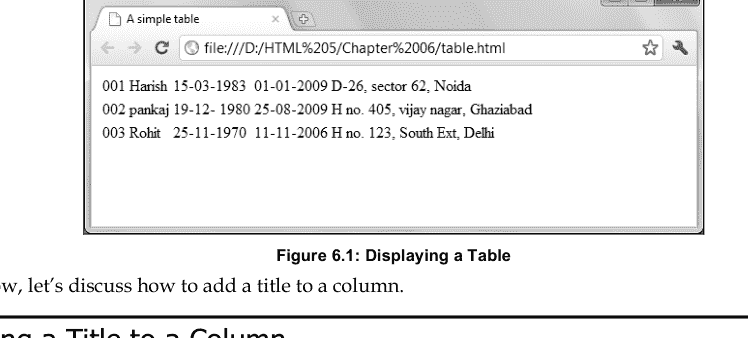 A simple table
file:///D:/HTML%205/Chapter%2006/table.html
001 Harish 15-03-1983 01-01-2009 D-26, sector 62, Noida
002 pankaj 19-12- 1980 25-08-2009 H no. 405, vijay nagar, Ghaziabad
003 Rohit 25-11-1970 11-11-2006 H no. 123, South Ext, Delhi
Figure 6.1: Displaying a Table
let's discuss how to add a title to a column.
a Title to a Column